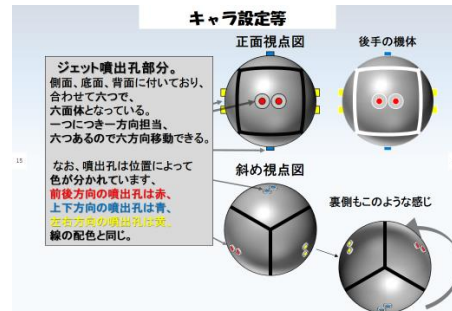 キャラ設定等
正面視点図
後手の機体
ジェット噴出孔部分。
側面、底面、背面に付いており、
合わせて六つで、
六面体となっている。
一つにつき一方向担当、
六つあるので六方向移動できる。
なお、噴出孔は位置によって
色が分かれています、
前後方向の噴出孔は赤、
上下方向の噴出孔は青、
左右方向の噴出孔は黄、
線の配色と同じ。
15
斜め視点図
裏側もこのような感じ